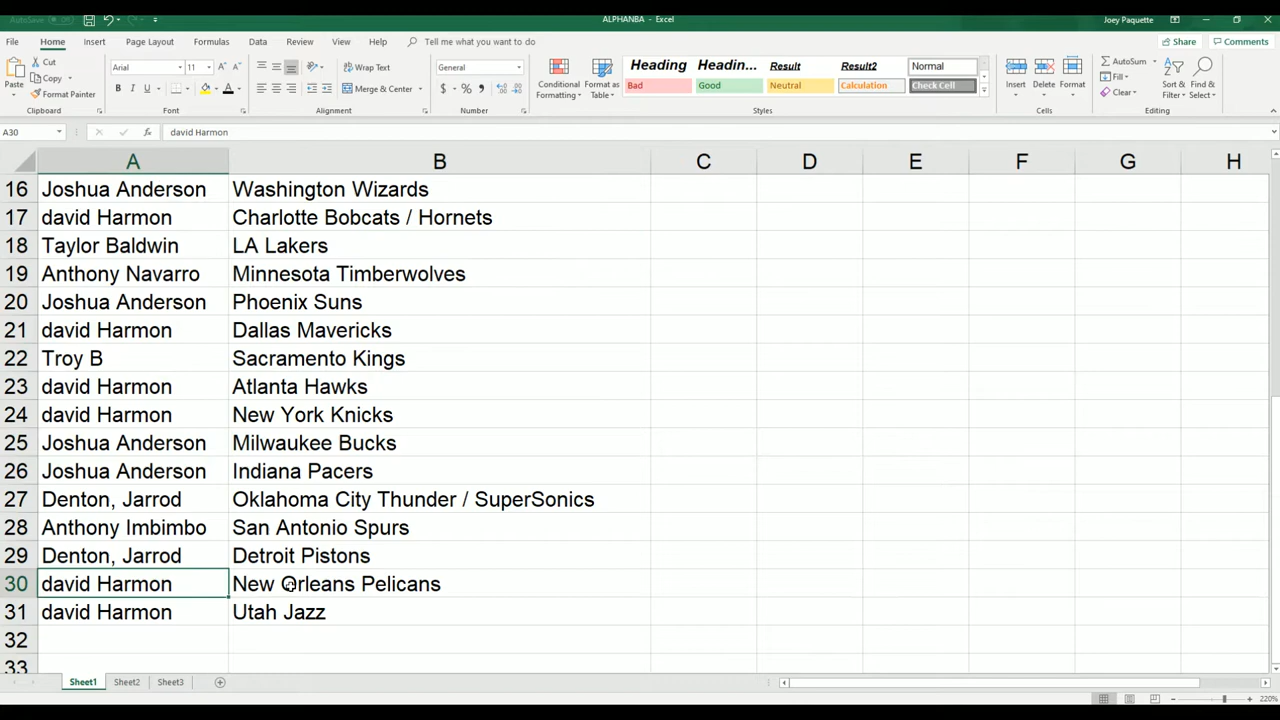 AutoSave Off ALPHANBA - Excel Joey Paquette
File Home Insert Page Layout Formulas Data Review View Help Tell me what you want to do Share Comments
Paste Cut Copy Format Painter Clipboard
Arial 11 A A B I U A Font
Wrap Text Merge & Center Alignment
General $ % Number
Conditional Formatting Format as Table
Heading Headin... Result Result2 Normal
Bad Good Neutral Calculation Check Cell
Styles
Insert Delete Format Cells
AutoSum Fill Clear Sort & Filter Find & Select Editing
A30 fx david Harmon
A B C D E F G H
16 Joshua Anderson Washington Wizards
17 david Harmon Charlotte Bobcats / Hornets
18 Taylor Baldwin LA Lakers
19 Anthony Navarro Minnesota Timberwolves
20 Joshua Anderson Phoenix Suns
21 david Harmon Dallas Mavericks
22 Troy B Sacramento Kings
23 david Harmon Atlanta Hawks
24 david Harmon New York Knicks
25 Joshua Anderson Milwaukee Bucks
26 Joshua Anderson Indiana Pacers
27 Denton, Jarrod Oklahoma City Thunder / SuperSonics
28 Anthony Imbimbo San Antonio Spurs
29 Denton, Jarrod Detroit Pistons
30 david Harmon New Orleans Pelicans
31 david Harmon Utah Jazz
32
33
Sheet1 Sheet2 Sheet3
220%